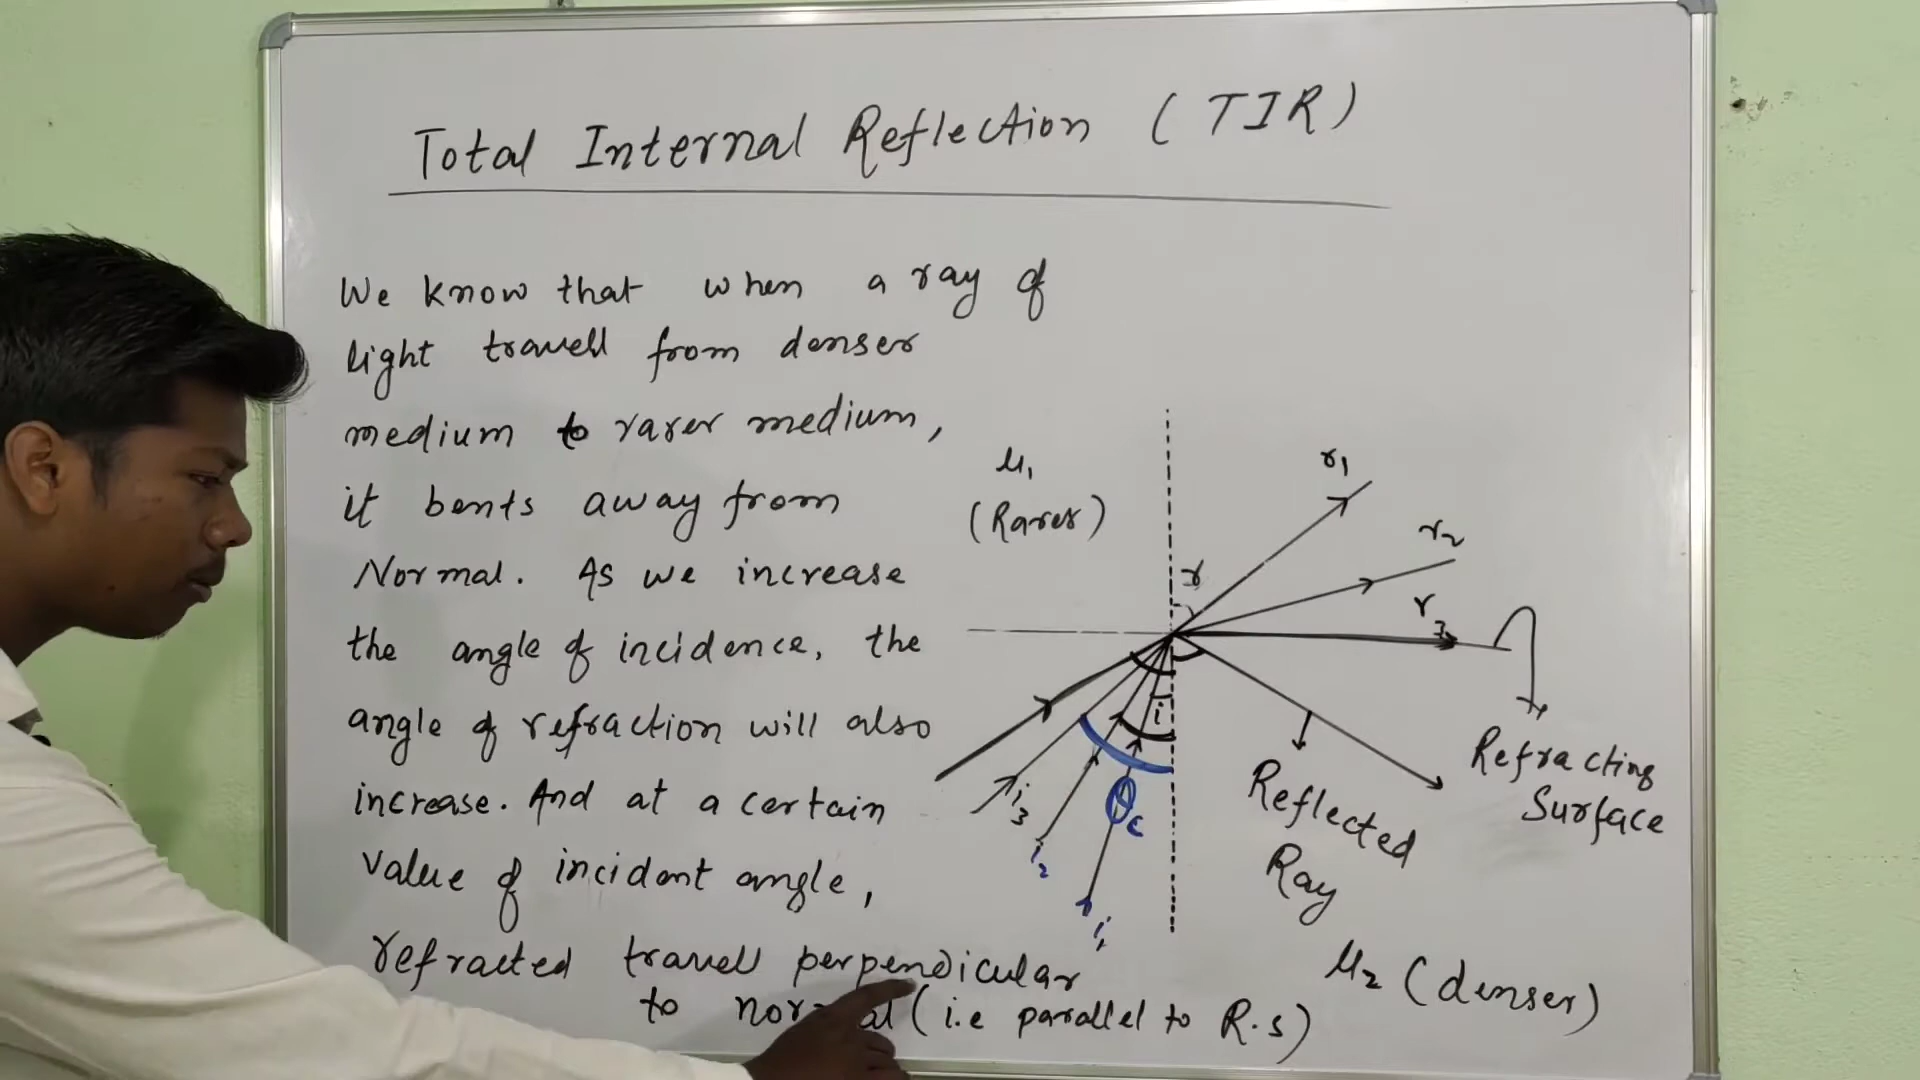 Total Internal Reflection (TIR)
We know that when a ray of
light travell from denser
medium to rarer medium,
it bents away from
Normal. As we increase
the angle of incidence, the
angle of refraction will also
increase. And at a certain
value of incident angle,
refracted travell perpendicular
to normal (i.e parallel to R.S)
μ₁
(Rarer)
r₁
r₂
r
r₃
i
θc
i₃
i₂
i₁
Reflected
Ray
Refracting
Surface
μ₂ (denser)